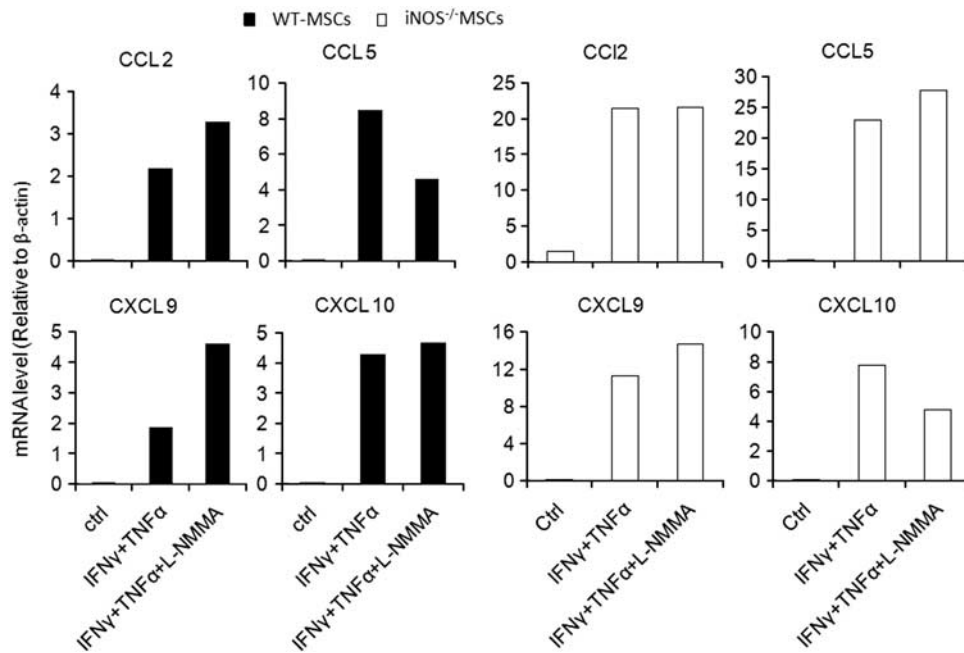 WT-MSCs iNOS-/-MSCs
CCL2 CCL5 CCl2 CCL5
4
3
2
1
0
10
8
6
4
2
0
25
20
15
10
5
0
30
25
20
15
10
5
0
mRNA level (Relative to β-actin)
CXCL9 CXCL10 CXCL9 CXCL10
5
4
3
2
1
0
5
4
3
2
1
0
16
12
8
4
0
10
8
6
4
2
0
ctrl
IFNγ+TNFα
IFNγ+TNFα+L-NMMA
ctrl
IFNγ+TNFα
IFNγ+TNFα+L-NMMA
Ctrl
IFNγ+TNFα
IFNγ+TNFα+L-NMMA
Ctrl
IFNγ+TNFα
IFNγ+TNFα+L-NMMA